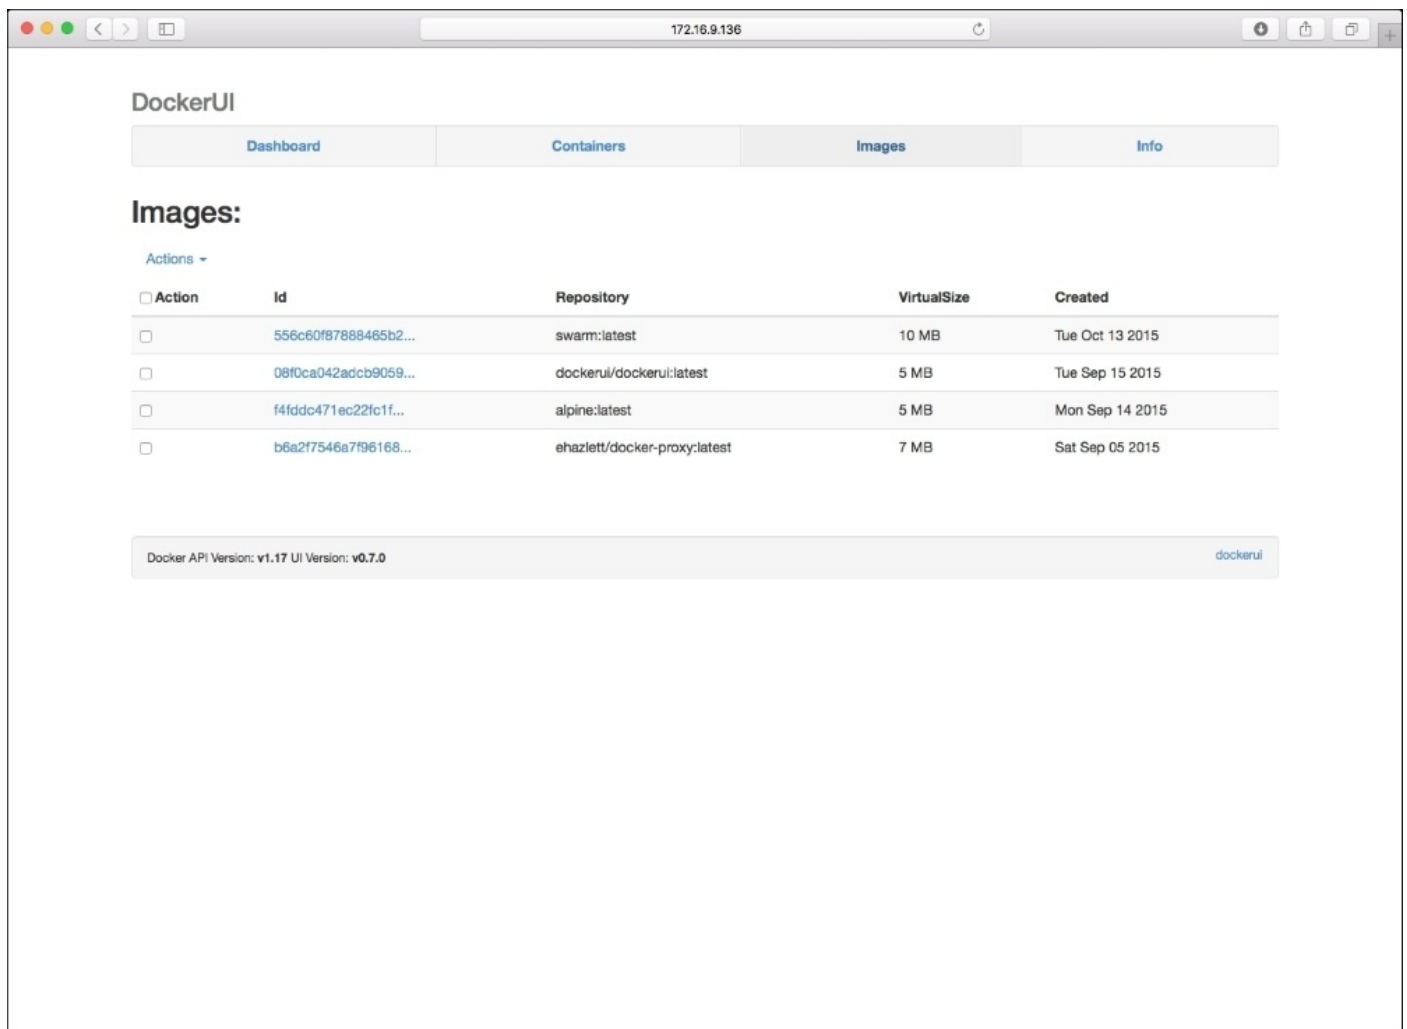 172.16.9.136
DockerUI
Dashboard Containers Images Info
Images:
Actions
Action Id Repository VirtualSize Created
556c60f87888465b2... swarm:latest 10 MB Tue Oct 13 2015
08f0ca042adcb9059... dockerui/dockerui:latest 5 MB Tue Sep 15 2015
f4fddc471ec22fc1f... alpine:latest 5 MB Mon Sep 14 2015
b6a2f7546a7f96168... ehazlett/docker-proxy:latest 7 MB Sat Sep 05 2015
Docker API Version: v1.17 UI Version: v0.7.0 dockerui